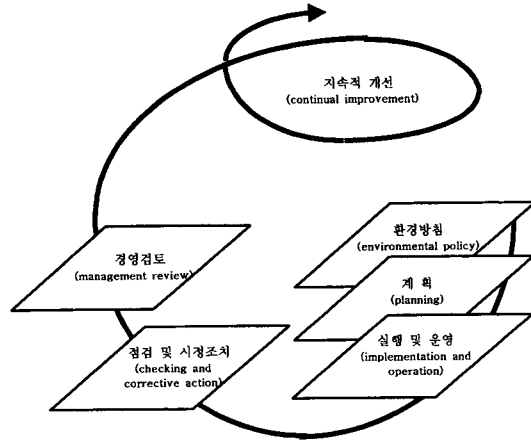 지속적 개선
(continual improvement)
환경방침
(environmental policy)
계 획
(planning)
실행 및 운영
(implementation and
operation)
점검 및 시정조치
(checking and
corrective action)
경영검토
(management review)